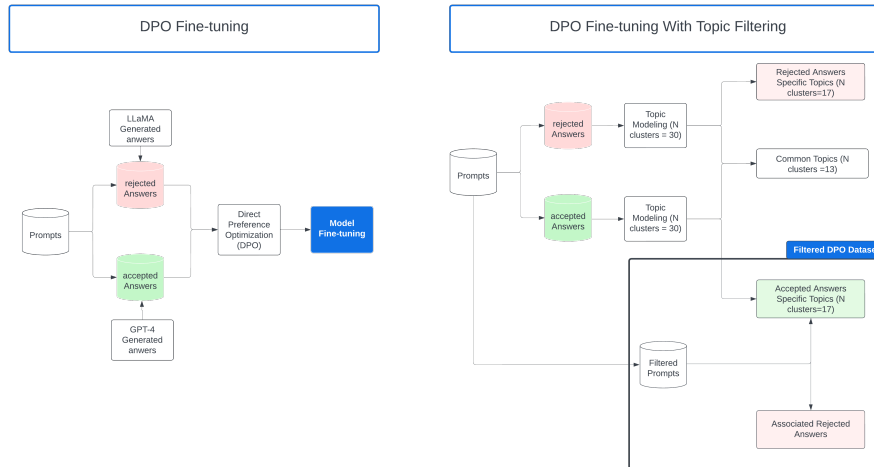 DPO Fine-tuning
LLaMA
Generated
anwers
rejected
Answers
Prompts
Direct
Preference
Optimization
(DPO)
Model
Fine-tuning
accepted
Answers
GPT-4
Generated
anwers
DPO Fine-tuning With Topic Filtering
Rejected Answers
Specific Topics (N
clusters=17)
rejected
Answers
Topic
Modeling (N
clusters = 30)
Common Topics (N
clusters =13)
Prompts
accepted
Answers
Topic
Modeling (N
clusters = 30)
Filtered DPO Datase
Accepted Answers
Specific Topics (N
clusters=17)
Filtered
Prompts
Associated Rejected
Answers